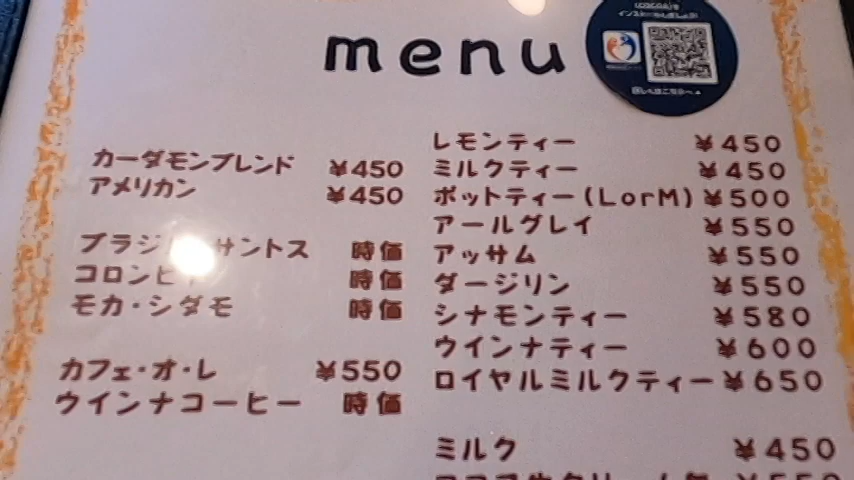 menu
カーダモンブレンド ¥450
アメリカン ¥450
サントス 時価
時価
モカ・シダモ 時価
カフェ・オ・レ ¥550
ウインナコーヒー 時価
レモンティー ¥450
ミルクティー ¥450
ポットティー(LorM) ¥500
アールグレイ ¥550
アッサム ¥550
ダージリン ¥550
シナモンティー ¥580
ウインナティー ¥600
ロイヤルミルクティー ¥650
ミルク ¥450